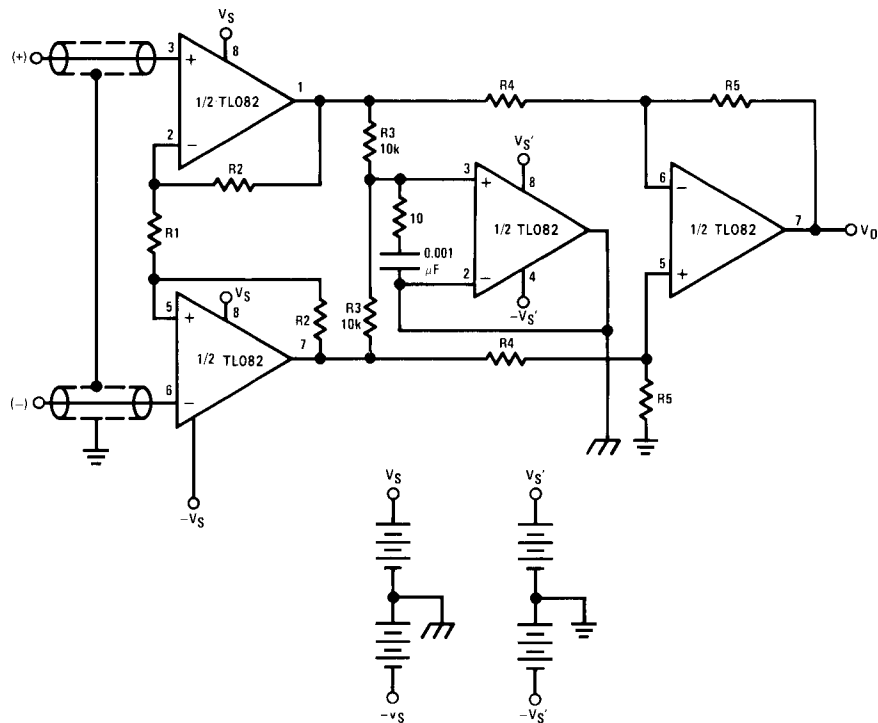 VS
(+)
3
+
8
1/2 TL082
1
2
−
R2
R1
R3
10k
R4
R5
VS'
3
+
8
10
0.001
μF
1/2 TL082
2
−
4
-VS'
6
−
1/2 TL082
7
VO
5
+
VS
5
+
8
R2
1/2 TL082
7
R3
10k
R4
R5
(−)
6
−
-VS
VS
VS'
-VS
-VS'